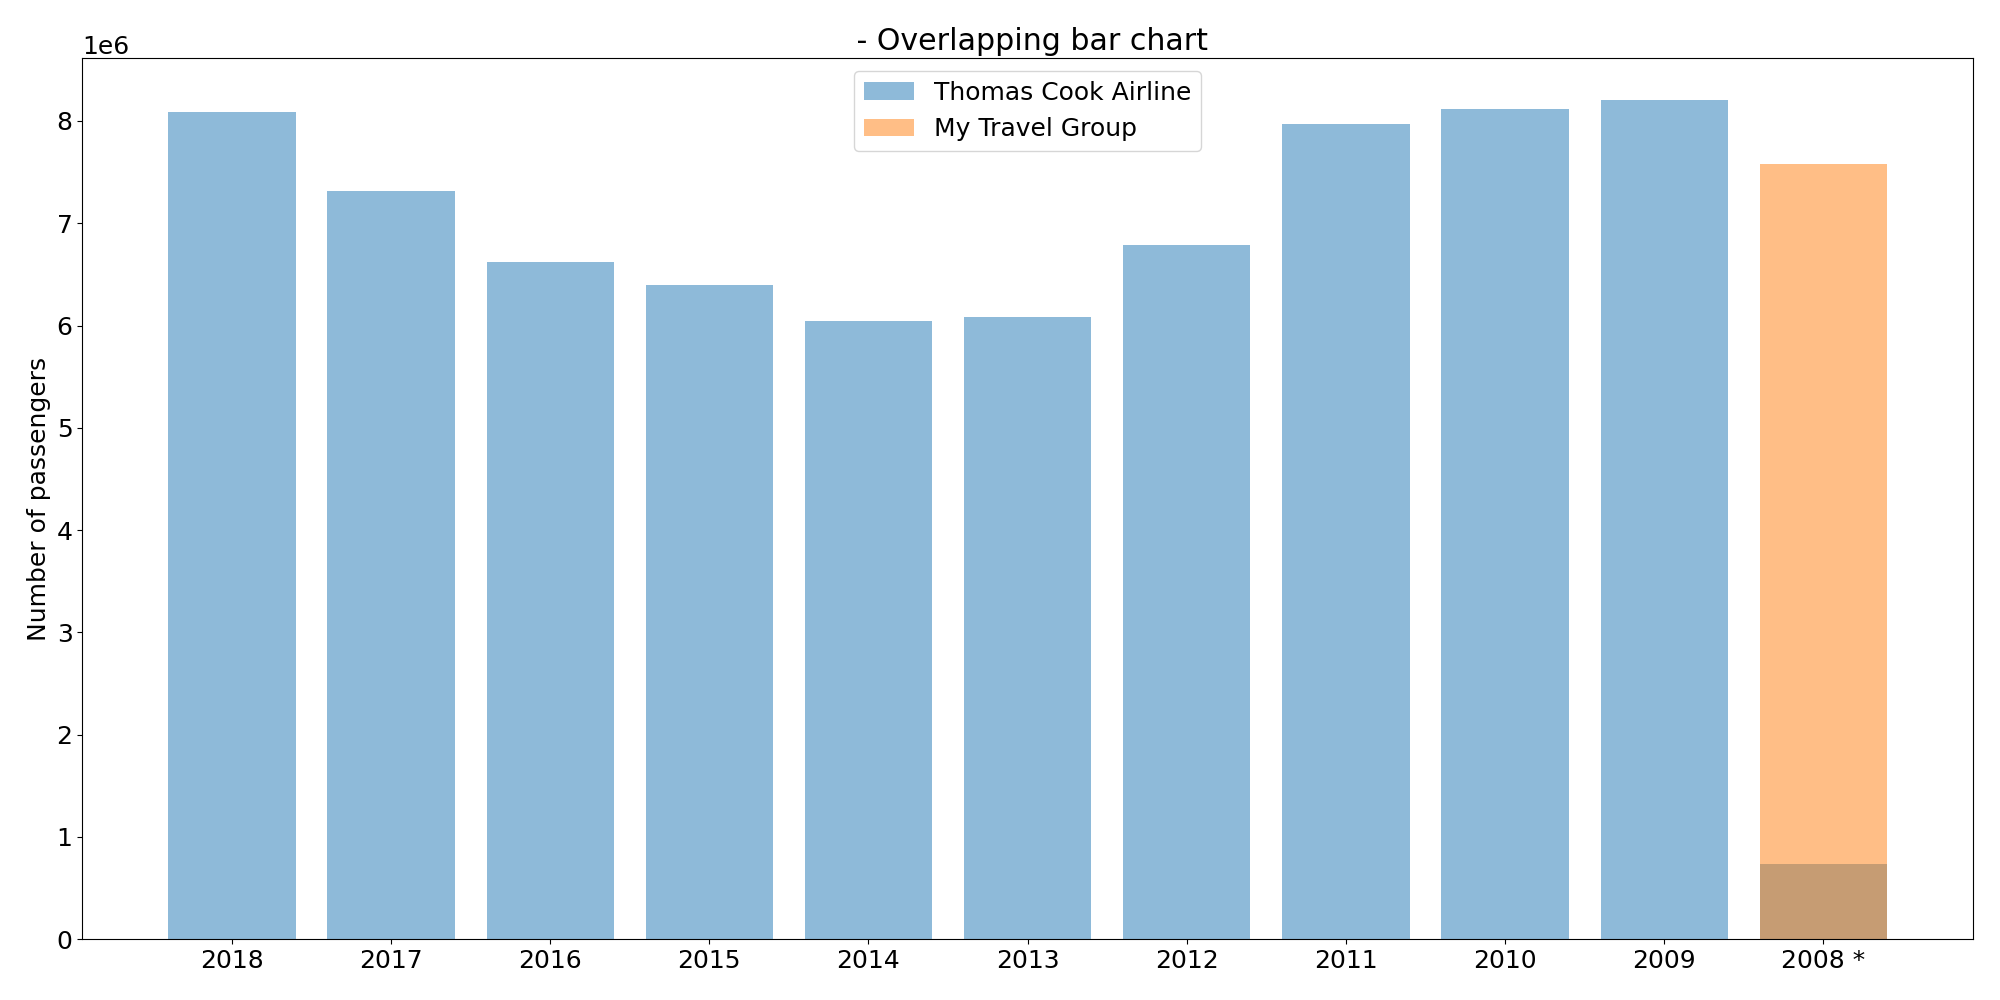 - Overlapping bar chart
1e6
Thomas Cook Airline
My Travel Group
8
7
6
5
4
3
2
1
0
Number of passengers
2018 2017 2016 2015 2014 2013 2012 2011 2010 2009 2008 *